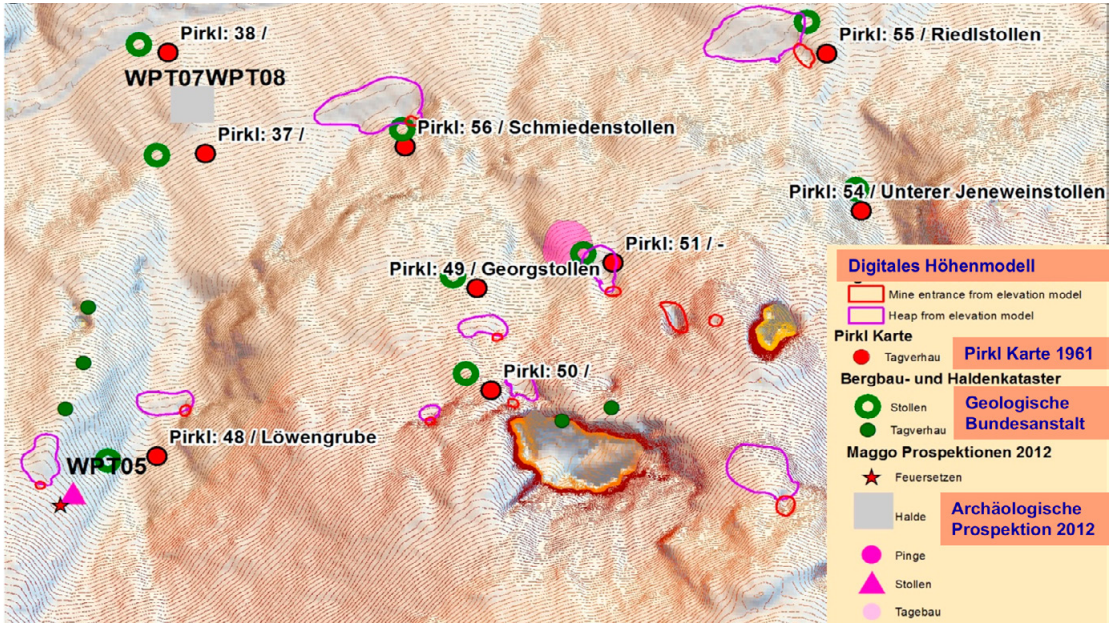 Pirkl: 38 /
Pirkl: 55 / Riedlstollen
WPT07WPT08
Pirkl: 37 /
Pirkl: 56 / Schmiedenstollen
Pirkl: 54 / Unterer Jeneweinstollen
Pirkl: 51 / -
Pirkl: 49 / Georgstollen
Pirkl: 50 /
Pirkl: 48 / Löwengrube
WPT05
Digitales Höhenmodell
Mine entrance from elevation model
Heap from elevation model
Pirkl Karte
Tagverhau
Pirkl Karte 1961
Bergbau- und Haldenkataster
Stollen
Tagverhau
Geologische
Bundesanstalt
Maggo Prospektionen 2012
Feuersetzen
Halde
Archäologische
Prospektion 2012
Pinge
Stollen
Tagebau